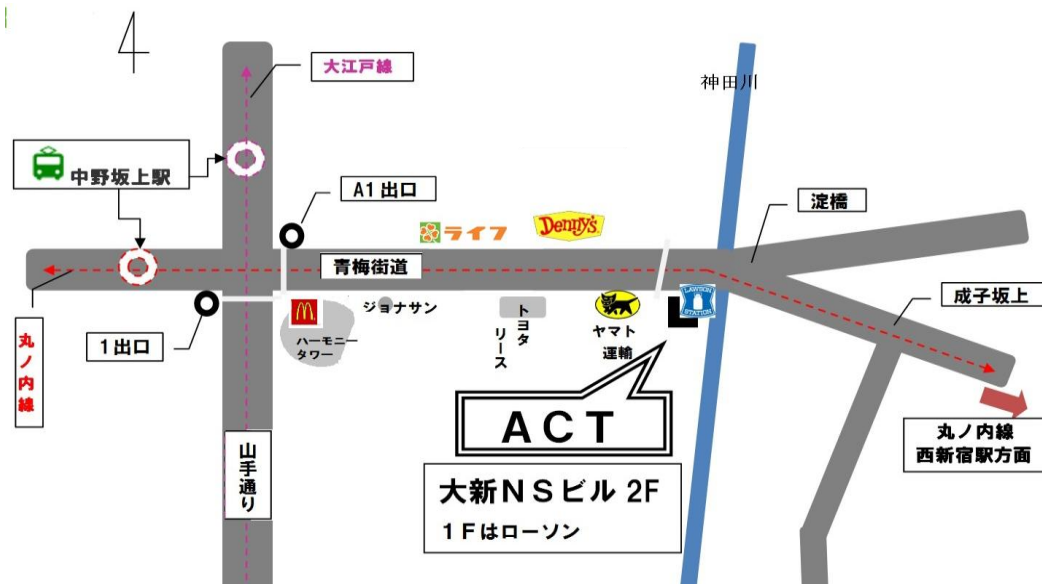 4
大江戸線
神田川
中野坂上駅
A1出口
淀橋
ライフ
Denny's
青梅街道
成子坂上
1出口
ジョナサン
ハーモニー
タワー
トヨタ
リース
ヤマト
運輸
LAWSON
STATION
丸ノ内線
ACT
丸ノ内線
西新宿駅方面
山手通り
大新NSビル 2F
1Fはローソン